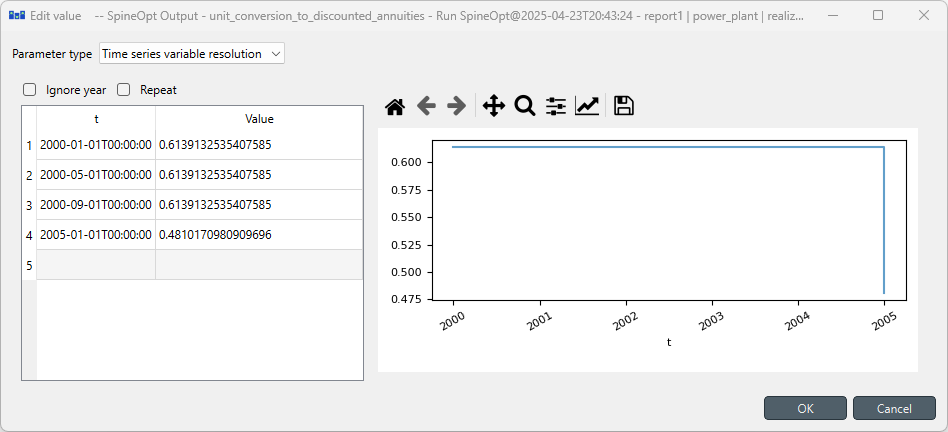 Edit value -- SpineOpt Output - unit_conversion_to_discounted_annuities - Run SpineOpt@2025-04-23T20:43:24 - report1 | power_plant | realiz...
Parameter type Time series variable resolution
Ignore year Repeat
t Value
1 2000-01-01T00:00:00 0.6139132535407585
2 2000-05-01T00:00:00 0.6139132535407585
3 2000-09-01T00:00:00 0.6139132535407585
4 2005-01-01T00:00:00 0.4810170980909696
5
0.600
0.575
0.550
0.525
0.500
0.475
2000 2001 2002 2003 2004 2005
t
OK Cancel